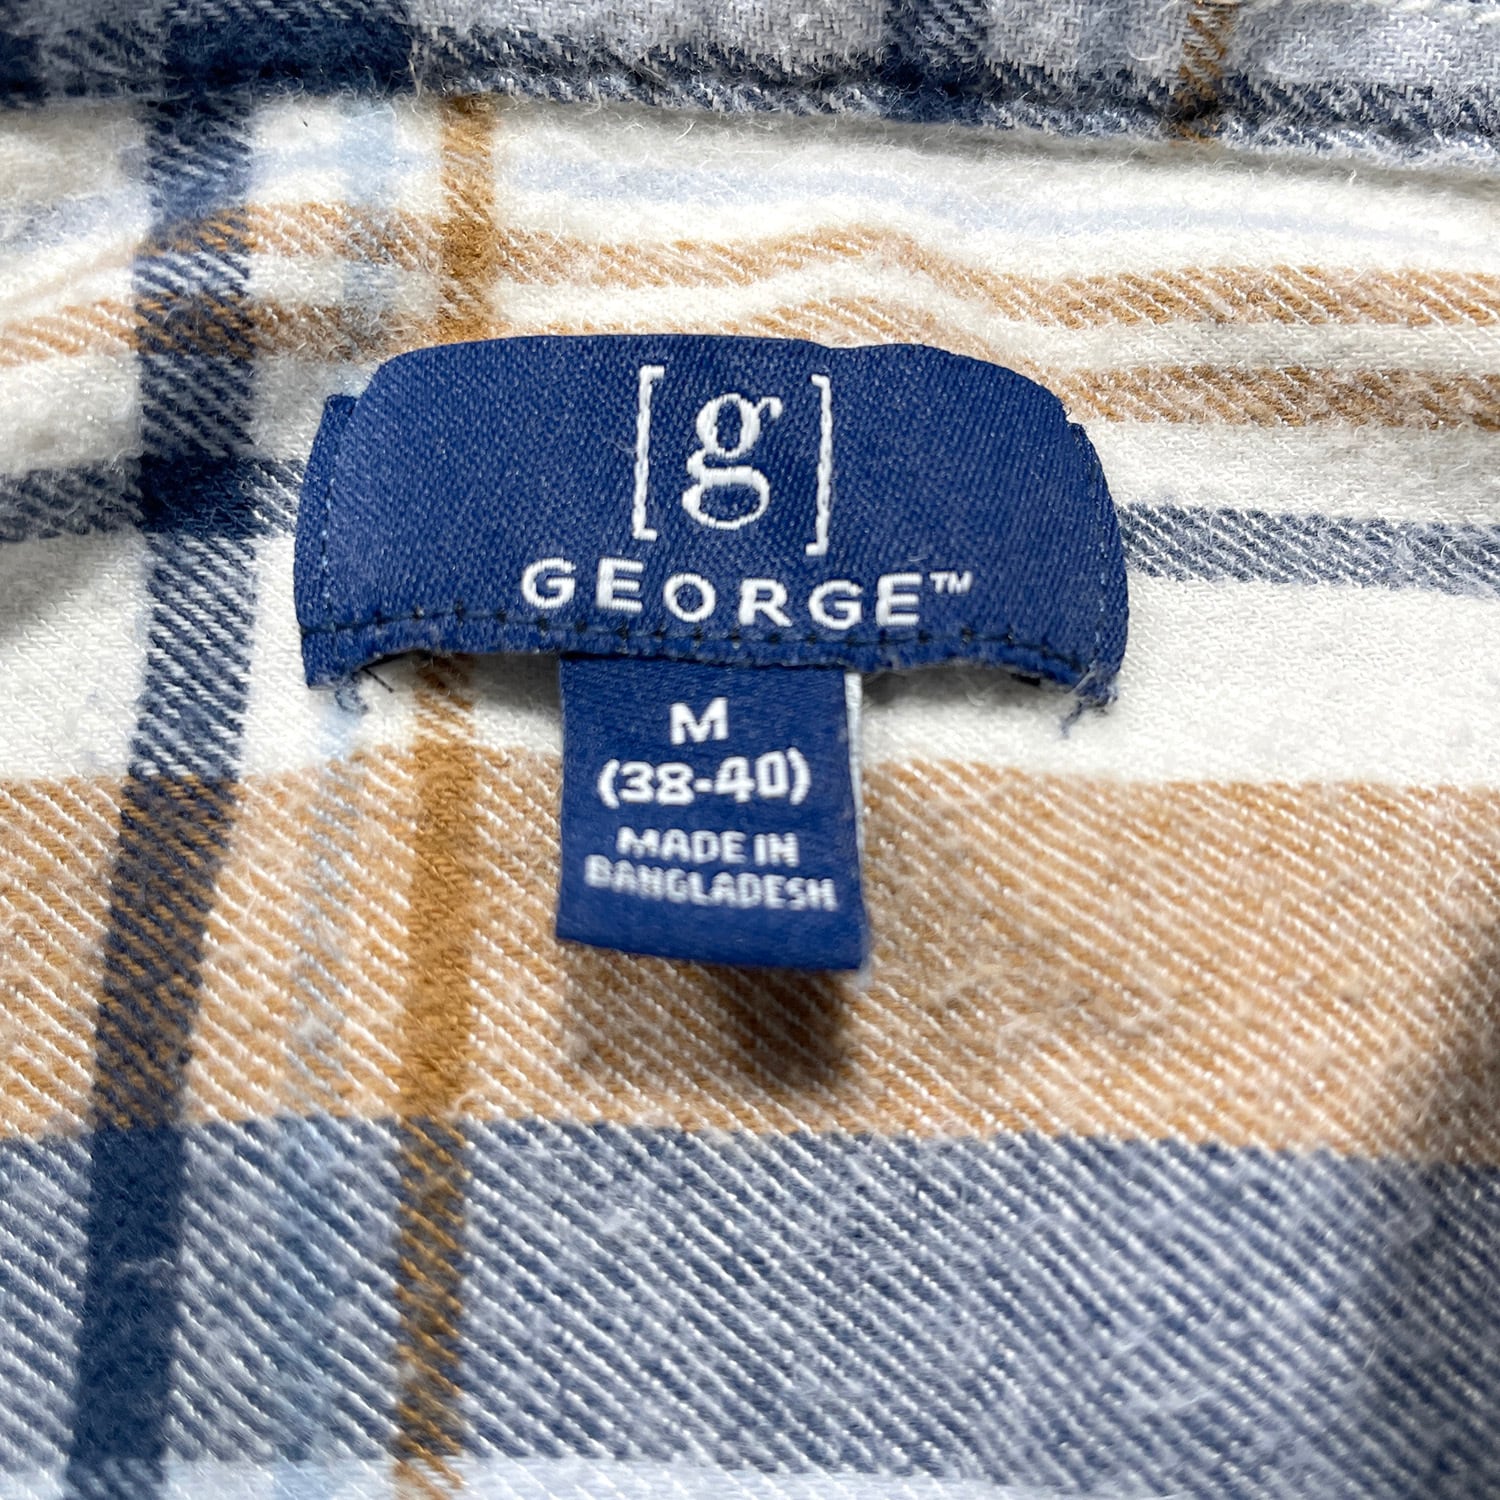 [g]
GEORGE™
M
(38-40)
MADE IN
BANGLADESH